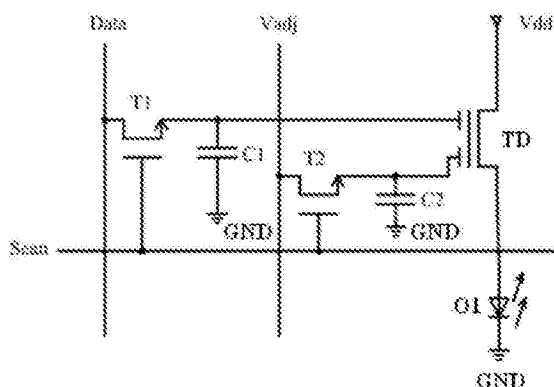 Data
Vadj
Vdd
T1
TD
C1
T2
C2
GND
GND
Scan
O1
GND